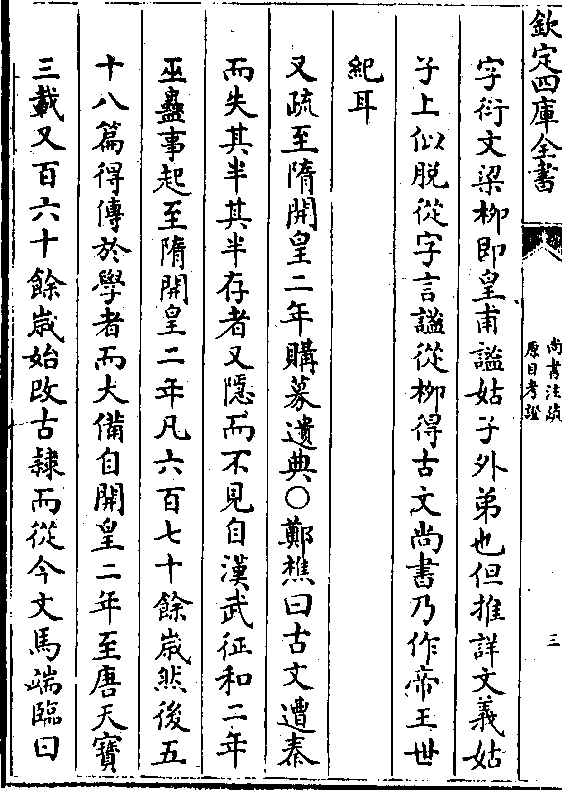 欽定四庫全書
尚書注疏
原目考證
三
字衍文梁柳即皇甫謐姑子外弟也但推詳文義姑
子上似脱從字言謐從柳得古文尚書乃作帝王世
紀耳
又疏至隋開皇二年購募遺典○鄭樵曰古文遭秦
而失其半其半存者又隠而不見自漢武征和二年
巫蠱事起至隋開皇二年凡六百七十餘嵗然後五
十八篇得傳於學者而大備自開皇二年至唐天寳
三載又百六十餘嵗始改古隷而從今文馬端臨曰